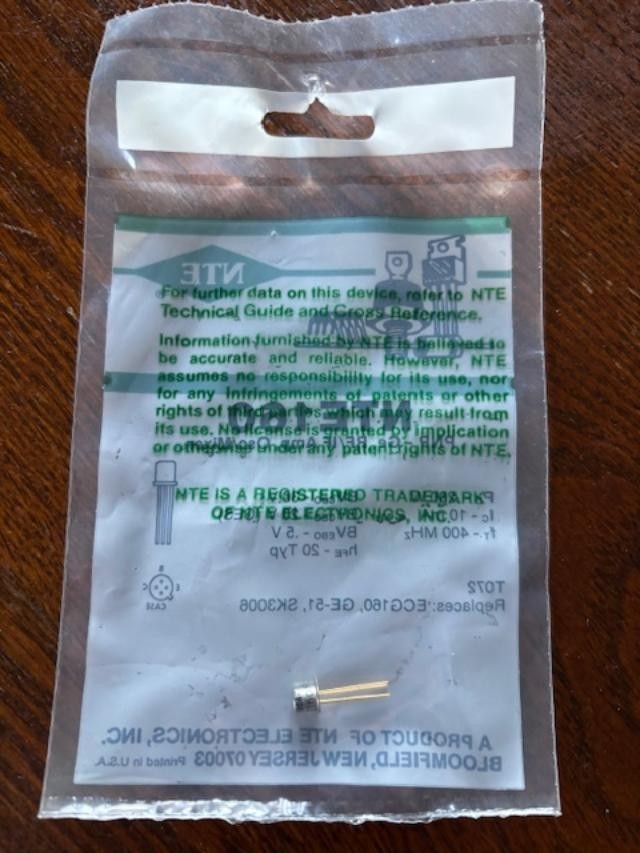 NTE
For further data on this device, refer to NTE
Technical Guide and Cross Reference.
Information furnished by NTE is believed to
be accurate and reliable. However, NTE
assumes no responsibility for its use, nor
for any infringements of patents or other
rights of third parties which may result from
its use. No license is granted by implication
or otherwise under any patent rights of NTE.
NTE IS A REGISTERED TRADEMARK
OF NTE ELECTRONICS, INC.
fT - 400 MHz
BVEBO - .5 V
hFE - 20 Typ
B
C
E
CASE
T072
Replaces: ECG160, GE-51, SK3006
A PRODUCT OF NTE ELECTRONICS, INC.
BLOOMFIELD, NEW JERSEY 07003 Printed in U.S.A.